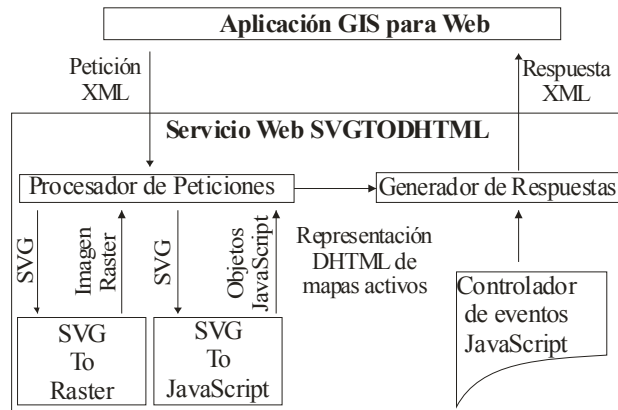 Aplicación GIS para Web
Petición
XML
Respuesta
XML
Servicio Web SVGTODHTML
Procesador de Peticiones
Generador de Respuestas
SVG
Imagen
Raster
SVG
Objetos
JavaScript
Representación
DHTML de
mapas activos
SVG
To
Raster
SVG
To
JavaScript
Controlador
de eventos
JavaScript